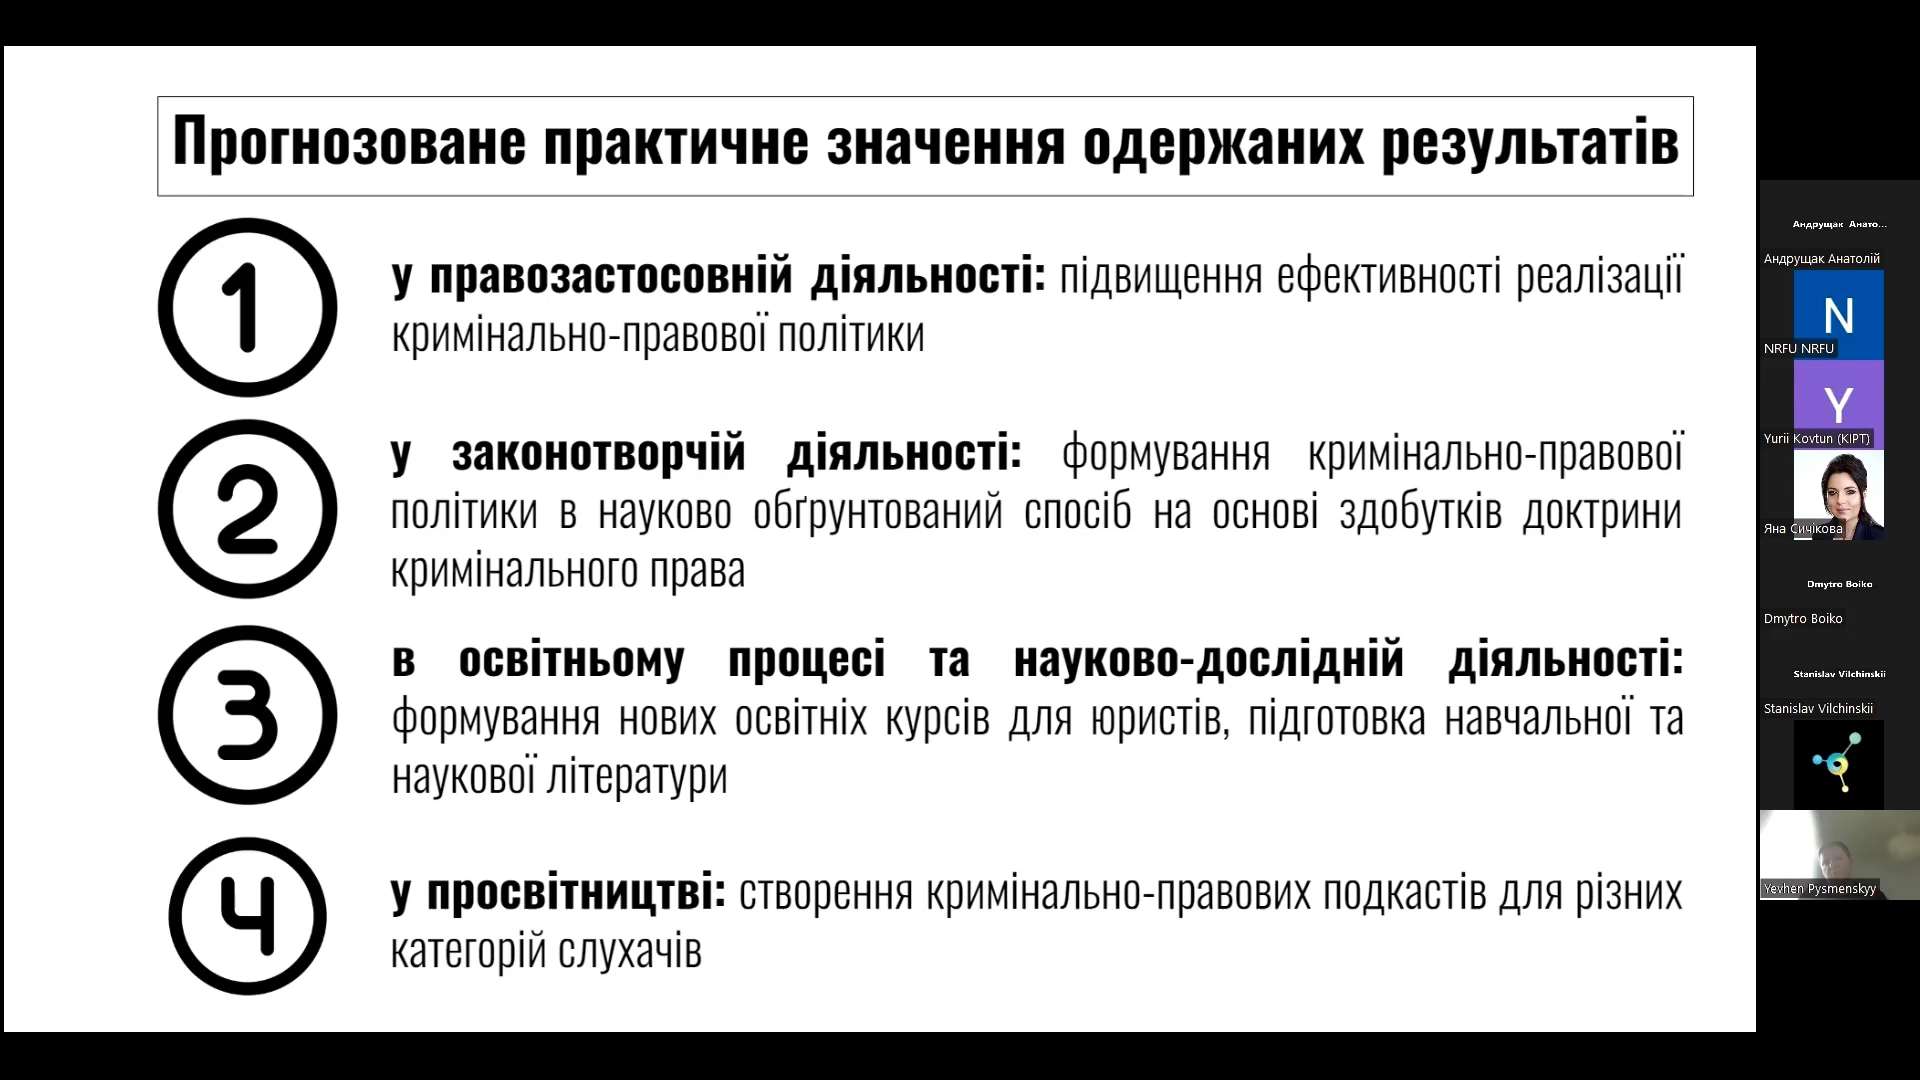 Прогнозоване практичне значення одержаних результатів
1
у правозастосовній діяльності: підвищення ефективності реалізації
кримінально-правової політики
2
у законотворчій діяльності: формування кримінально-правової
політики в науково обґрунтований спосіб на основі здобутків доктрини
кримінального права
3
в освітньому процесі та науково-дослідній діяльності:
формування нових освітніх курсів для юристів, підготовка навчальної та
наукової літератури
4
у просвітництві: створення кримінально-правових подкастів для різних
категорій слухачів
Андрущак Анато...
Андрущак Анатолій
N
NRFU NRFU
Y
Yurii Kovtun (KIPT)
Яна Сичікова
Dmytro Boiko
Dmytro Boiko
Stanislav Vilchinskii
Stanislav Vilchinskii
Yevhen Pysmenskyy